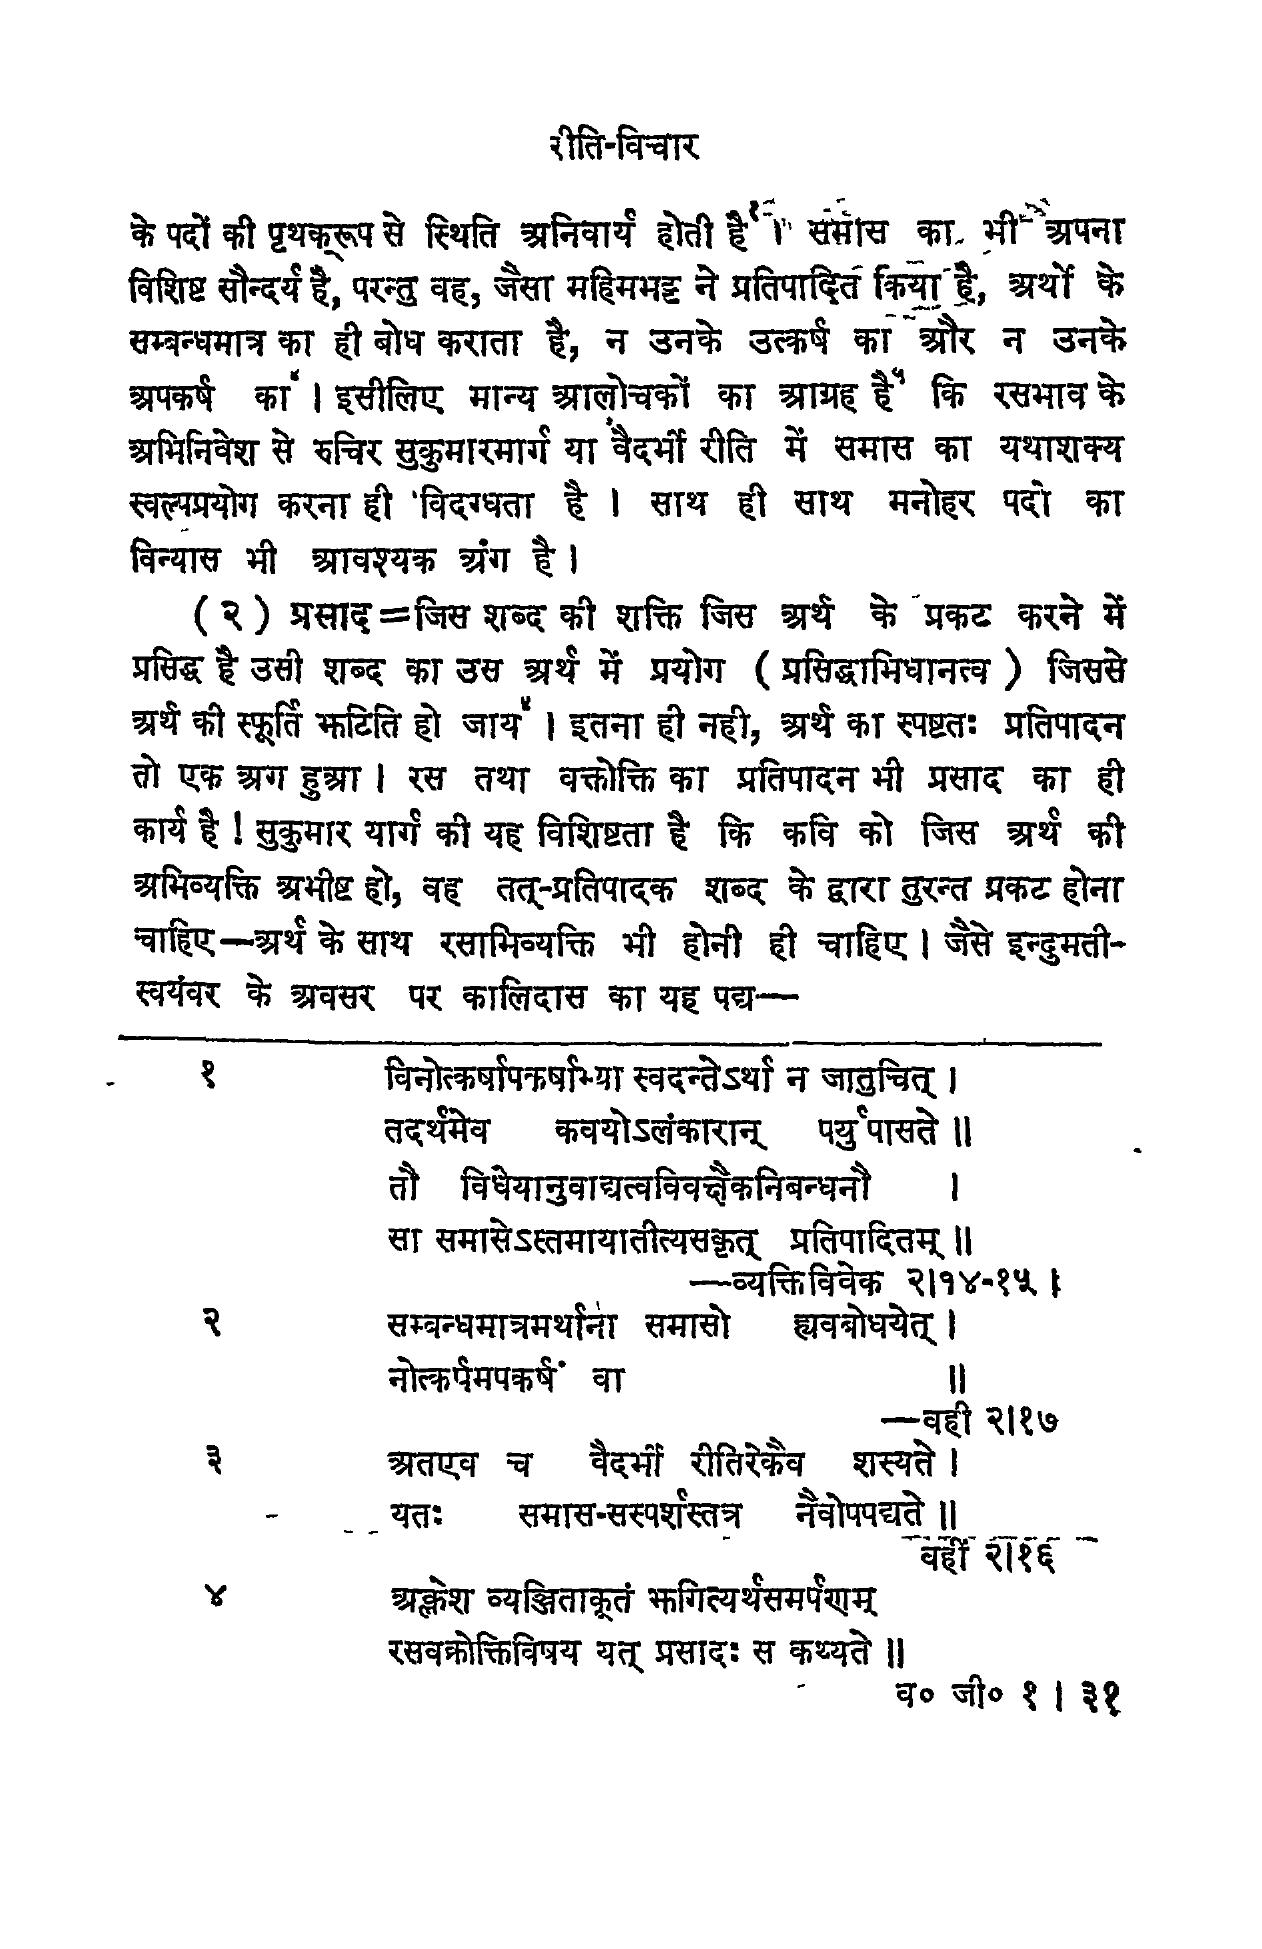 रीति-विचार
के पदों की पृथक्‌रूप से स्थिति अनिवार्य होती है१ । समास का भी अपना
विशिष्ट सौन्दर्य है, परन्तु वह, जैसा महिमभट्ट ने प्रतिपादित किया है, अर्थों के
सम्बन्धमात्र का ही बोध कराता है, न उनके उत्कर्ष का और न उनके
अपकर्ष का४ । इसीलिए मान्य आलोचकों का आग्रह है५ कि रसभाव के
अभिनिवेश से रुचिर सुकुमारमार्ग या वैदर्भी रीति में समास का यथाशक्य
स्वल्पप्रयोग करना ही विदग्धता है । साथ ही साथ मनोहर पदो का
विन्यास भी आवश्यक अंग है ।
(२) प्रसाद=जिस शब्द की शक्ति जिस अर्थ के प्रकट करने में
प्रसिद्ध है उसी शब्द का उस अर्थ में प्रयोग (प्रसिद्धाभिधानत्व) जिससे
अर्थ की स्फूर्ति झटिति हो जाय४ । इतना ही नही, अर्थ का स्पष्टतः प्रतिपादन
तो एक अग हुआ । रस तथा वक्तोक्ति का प्रतिपादन भी प्रसाद का ही
कार्य है ! सुकुमार यार्ग की यह विशिष्टता है कि कवि को जिस अर्थ की
अभिव्यक्ति अभीष्ट हो, वह तत्-प्रतिपादक शब्द के द्वारा तुरन्त प्रकट होना
चाहिए—अर्थ के साथ रसाभिव्यक्ति भी होनी ही चाहिए । जैसे इन्दुमती-
स्वयंवर के अवसर पर कालिदास का यह पद्य—
१ विनोत्कर्षापकर्षाभ्या स्वदन्तेऽर्था न जातुचित् ।
तदर्थमेव कवयोऽलंकारान् पर्युपासते ॥
तौ विधेयानुवाद्यत्वविवक्षैकनिबन्धनौ ।
सा समासेऽस्तमायातीत्यसकृत् प्रतिपादितम् ॥
—व्यक्तिविवेक २।१४-१५ ।
२ सम्बन्धमात्रमर्थाना समासो ह्यवबोधयेत् ।
नोत्कर्पमपकर्षं वा ॥
—वही २।१७
३ अतएव च वैदर्भी रीतिरेकैव शस्यते ।
यतः समास-सस्पर्शस्तत्र नैवोपपद्यते ॥
वहीं २।१६
४ अक्लेश व्यञ्जिताकूतं झगित्यर्थसमर्पणम्
रसवक्रोक्तिविषय यत् प्रसादः स कथ्यते ॥
व० जी० १ । ३१